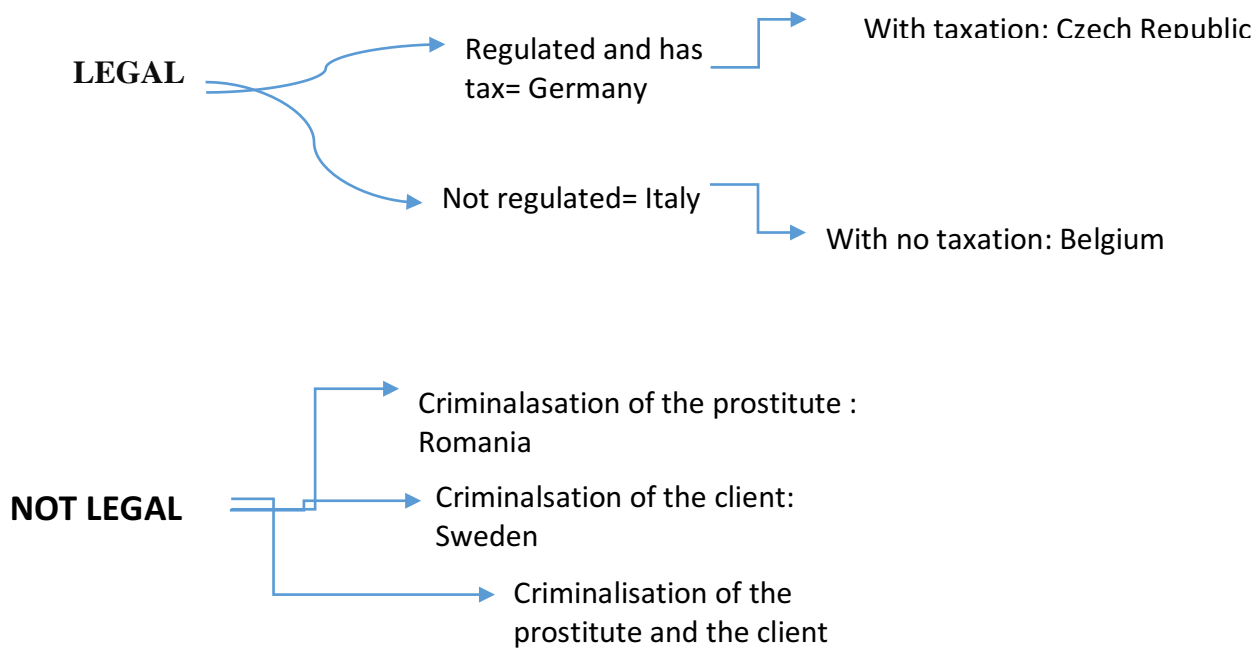 LEGAL
Regulated and has
tax= Germany
With taxation: Czech Republic
Not regulated= Italy
With no taxation: Belgium
NOT LEGAL
Criminalasation of the prostitute :
Romania
Criminalsation of the client:
Sweden
Criminalisation of the
prostitute and the client